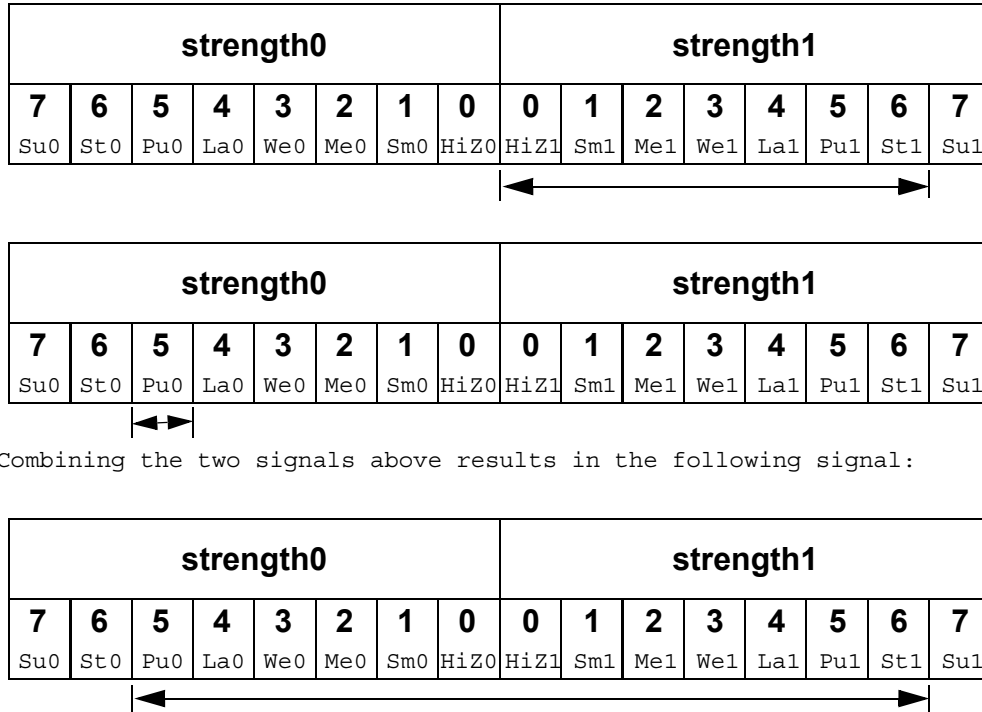 strength0 strength1
7 6 5 4 3 2 1 0 0 1 2 3 4 5 6 7
Su0 St0 Pu0 La0 We0 Me0 Sm0 HiZ0 HiZ1 Sm1 Me1 We1 La1 Pu1 St1 Su1
strength0 strength1
7 6 5 4 3 2 1 0 0 1 2 3 4 5 6 7
Su0 St0 Pu0 La0 We0 Me0 Sm0 HiZ0 HiZ1 Sm1 Me1 We1 La1 Pu1 St1 Su1
Combining the two signals above results in the following signal:
strength0 strength1
7 6 5 4 3 2 1 0 0 1 2 3 4 5 6 7
Su0 St0 Pu0 La0 We0 Me0 Sm0 HiZ0 HiZ1 Sm1 Me1 We1 La1 Pu1 St1 Su1